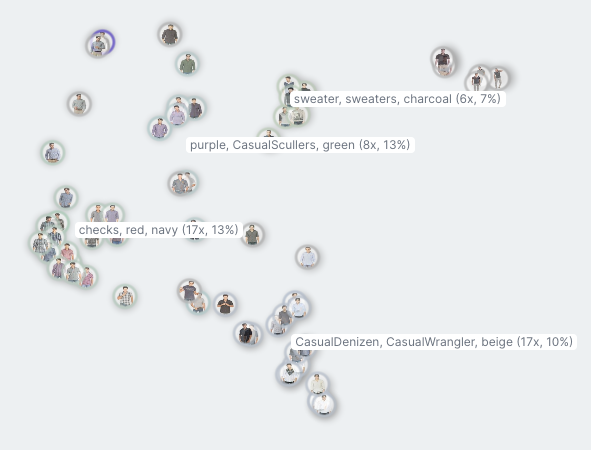 sweater, sweaters, charcoal (6x, 7%)
purple, CasualScullers, green (8x, 13%)
checks, red, navy (17x, 13%)
CasualDenizen, CasualWrangler, beige (17x, 10%)